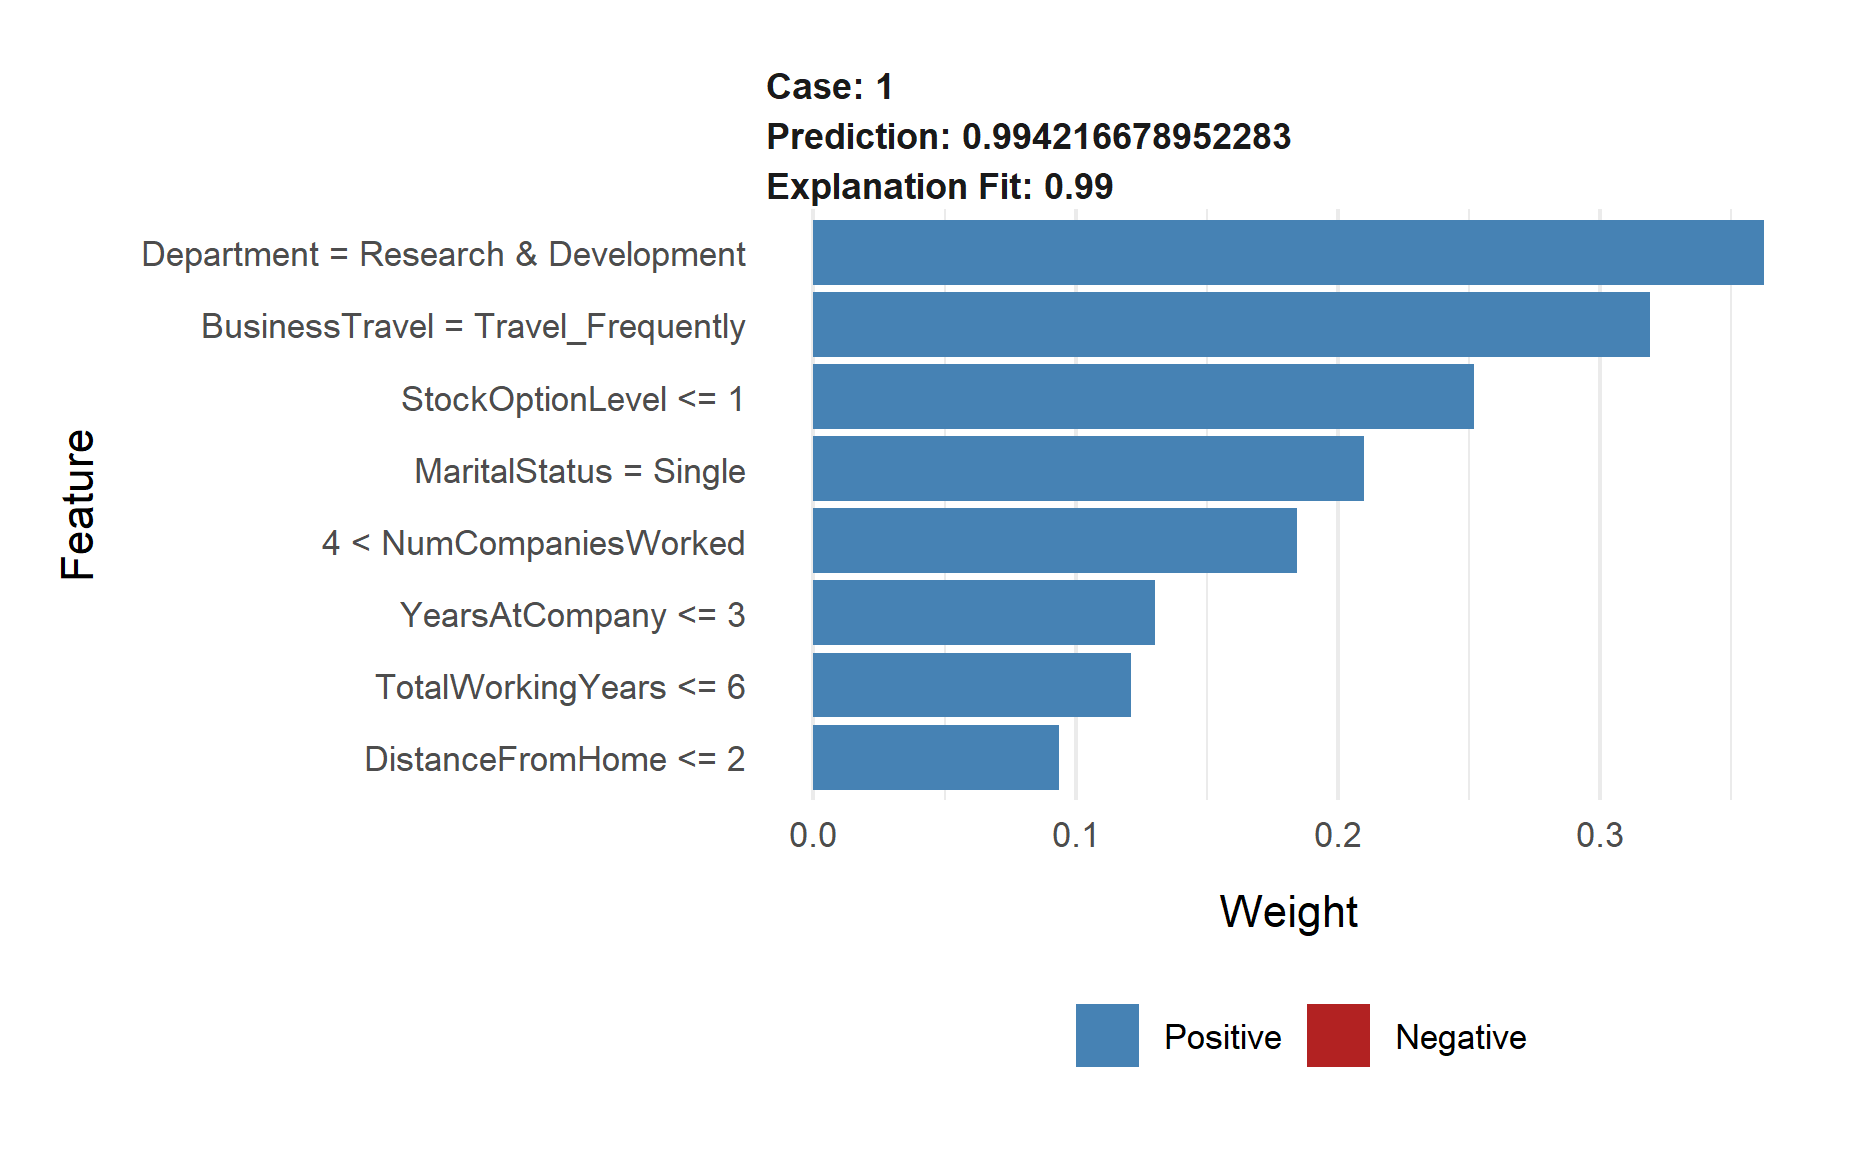 Case: 1
Prediction: 0.994216678952283
Explanation Fit: 0.99
Department = Research & Development
BusinessTravel = Travel_Frequently
StockOptionLevel <= 1
MaritalStatus = Single
4 < NumCompaniesWorked
YearsAtCompany <= 3
TotalWorkingYears <= 6
DistanceFromHome <= 2
Feature
0.0 0.1 0.2 0.3
Weight
Positive Negative